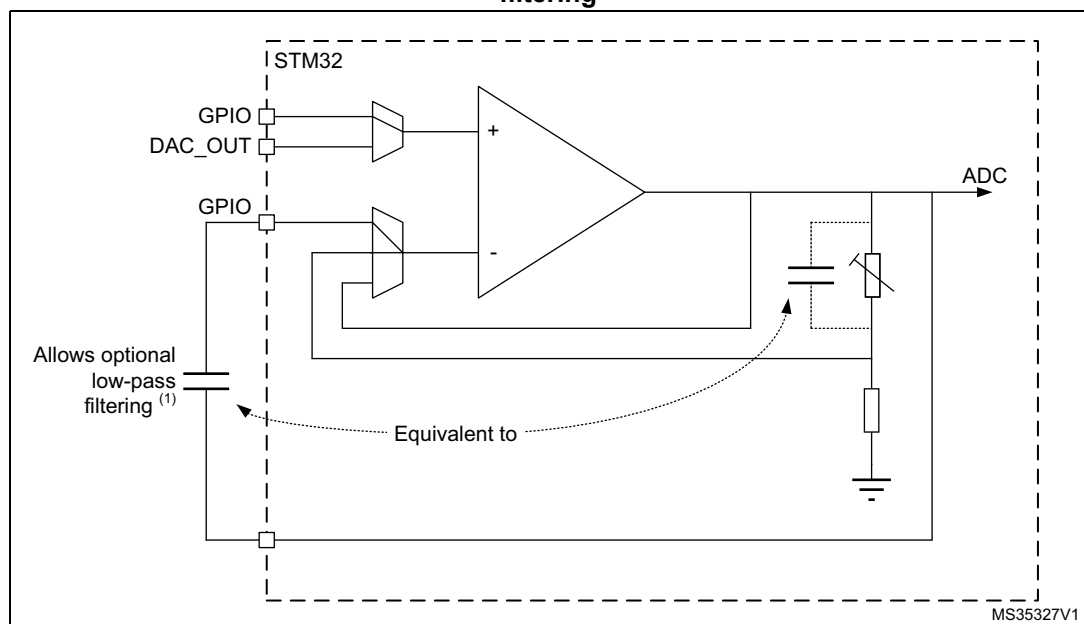 filtering
STM32
GPIO
DAC_OUT
+
ADC
GPIO
-
Allows optional
low-pass
filtering (1)
Equivalent to
MS35327V1